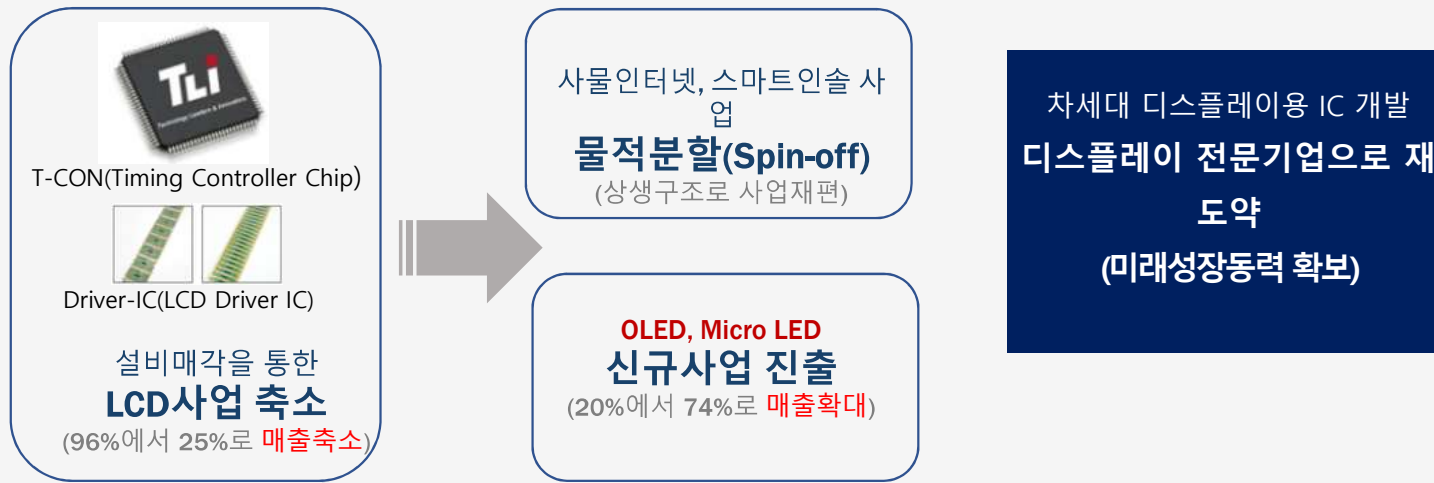 TLi
Technology Leaders & Innovators
T-CON(Timing Controller Chip)
Driver-IC(LCD Driver IC)
설비매각을 통한
LCD사업 축소
(96%에서 25%로 매출축소)
사물인터넷, 스마트인솔 사
업
물적분할(Spin-off)
(상생구조로 사업재편)
OLED, Micro LED
신규사업 진출
(20%에서 74%로 매출확대)
차세대 디스플레이용 IC 개발
디스플레이 전문기업으로 재
도약
(미래성장동력 확보)